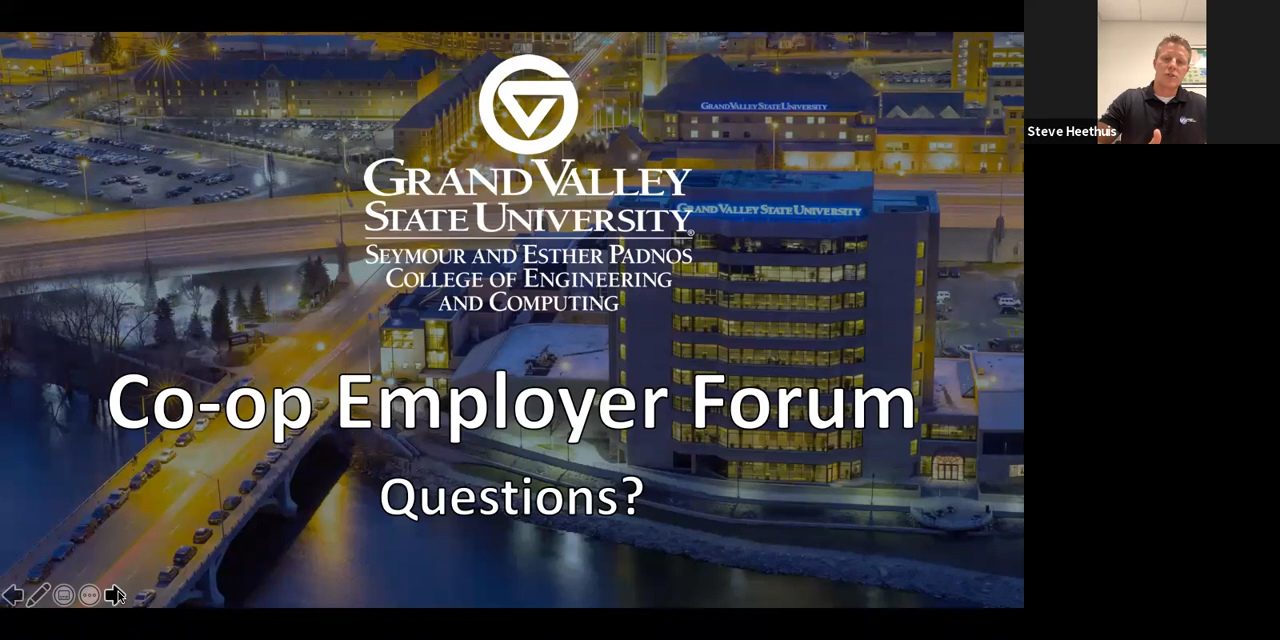 GRAND VALLEY
STATE UNIVERSITY®
SEYMOUR AND ESTHER PADNOS
COLLEGE OF ENGINEERING
AND COMPUTING
GRAND VALLEY STATE UNIVERSITY
GRAND VALLEY STATE UNIVERSITY
Co-op Employer Forum
Questions?
Steve Heethuis